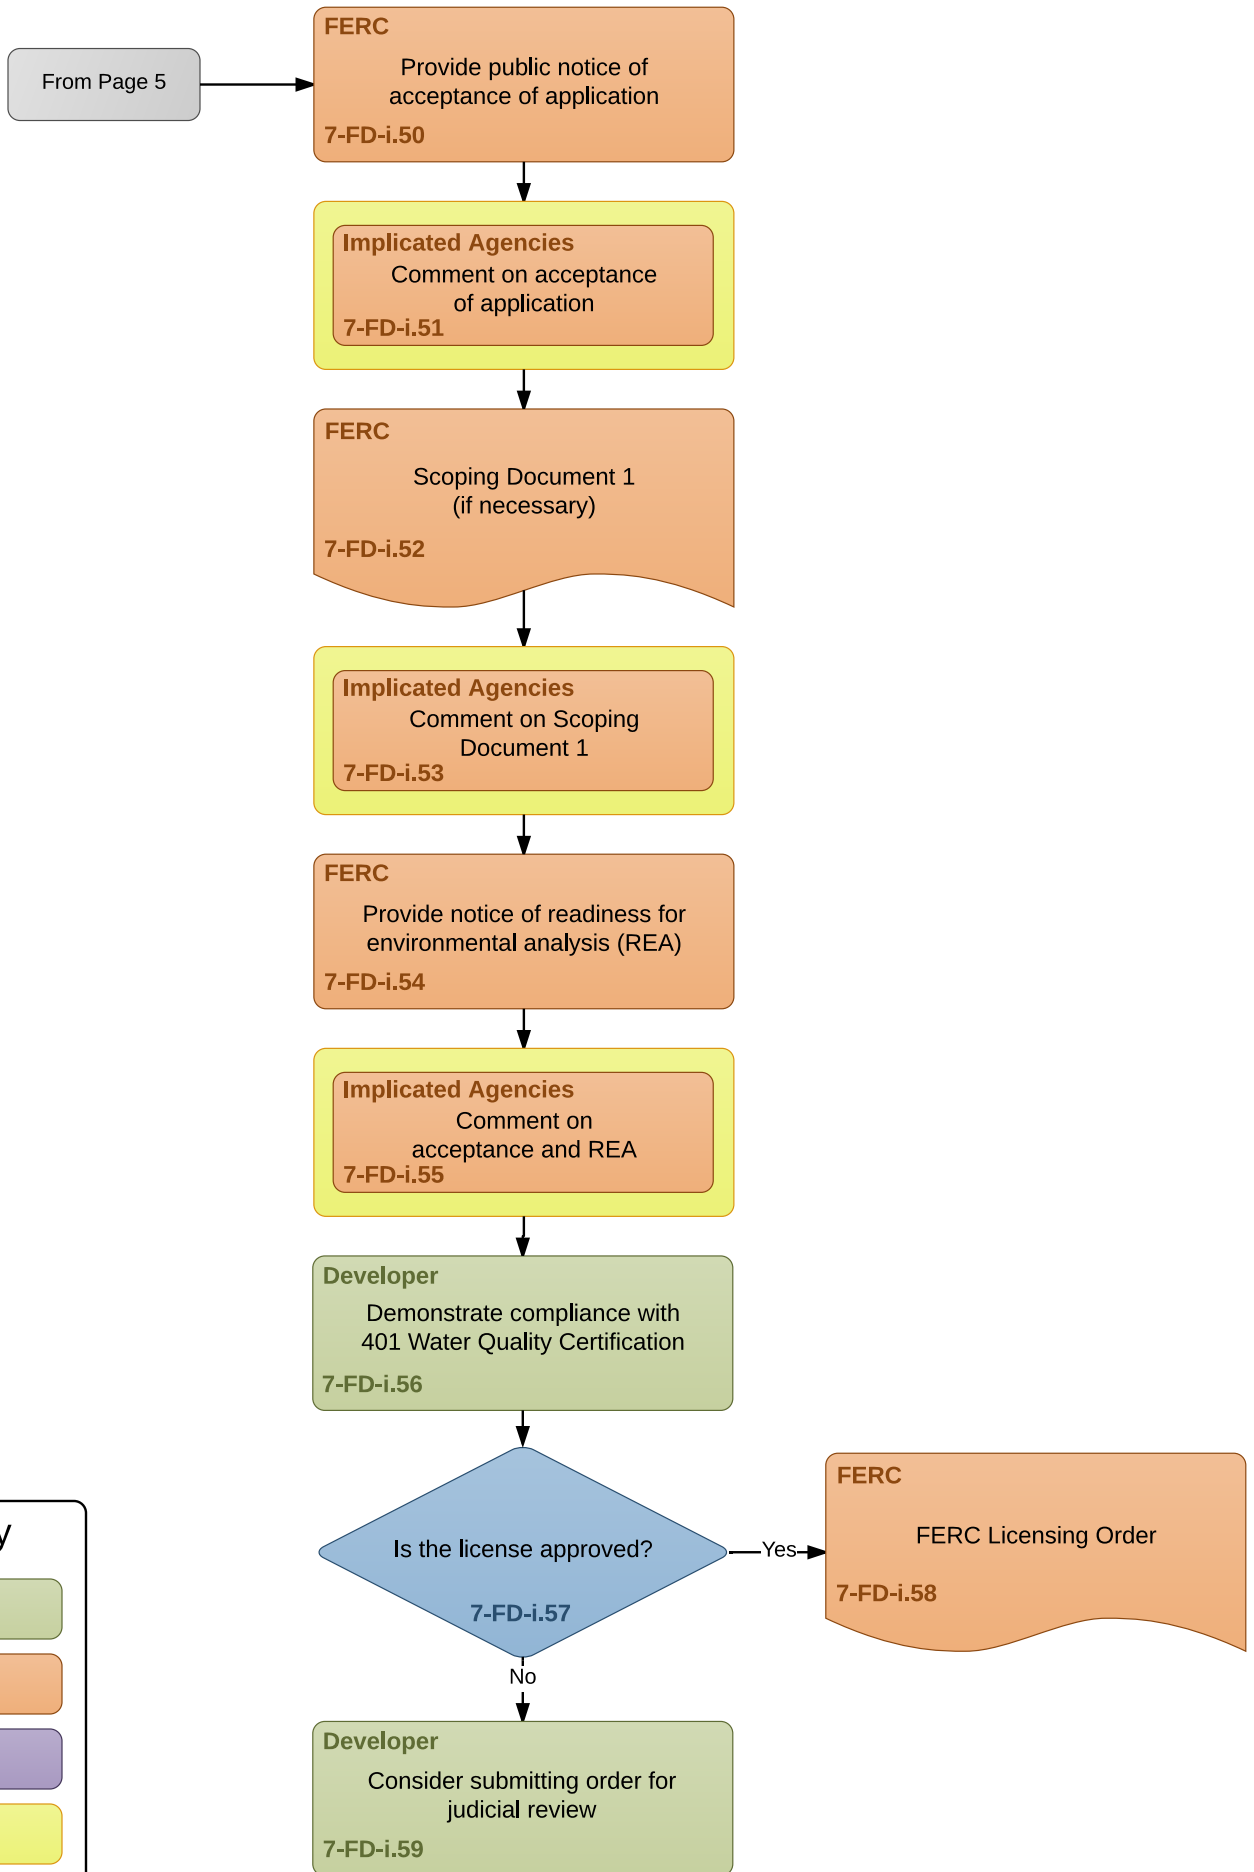 From Page 5
FERC
Provide public notice of
acceptance of application
7-FD-i.50
Implicated Agencies
Comment on acceptance
of application
7-FD-i.51
FERC
Scoping Document 1
(if necessary)
7-FD-i.52
Implicated Agencies
Comment on Scoping
Document 1
7-FD-i.53
FERC
Provide notice of readiness for
environmental analysis (REA)
7-FD-i.54
Implicated Agencies
Comment on
acceptance and REA
7-FD-i.55
Developer
Demonstrate compliance with
401 Water Quality Certification
7-FD-i.56
Is the license approved?
7-FD-i.57
Yes
FERC
FERC Licensing Order
7-FD-i.58
No
Developer
Consider submitting order for
judicial review
7-FD-i.59